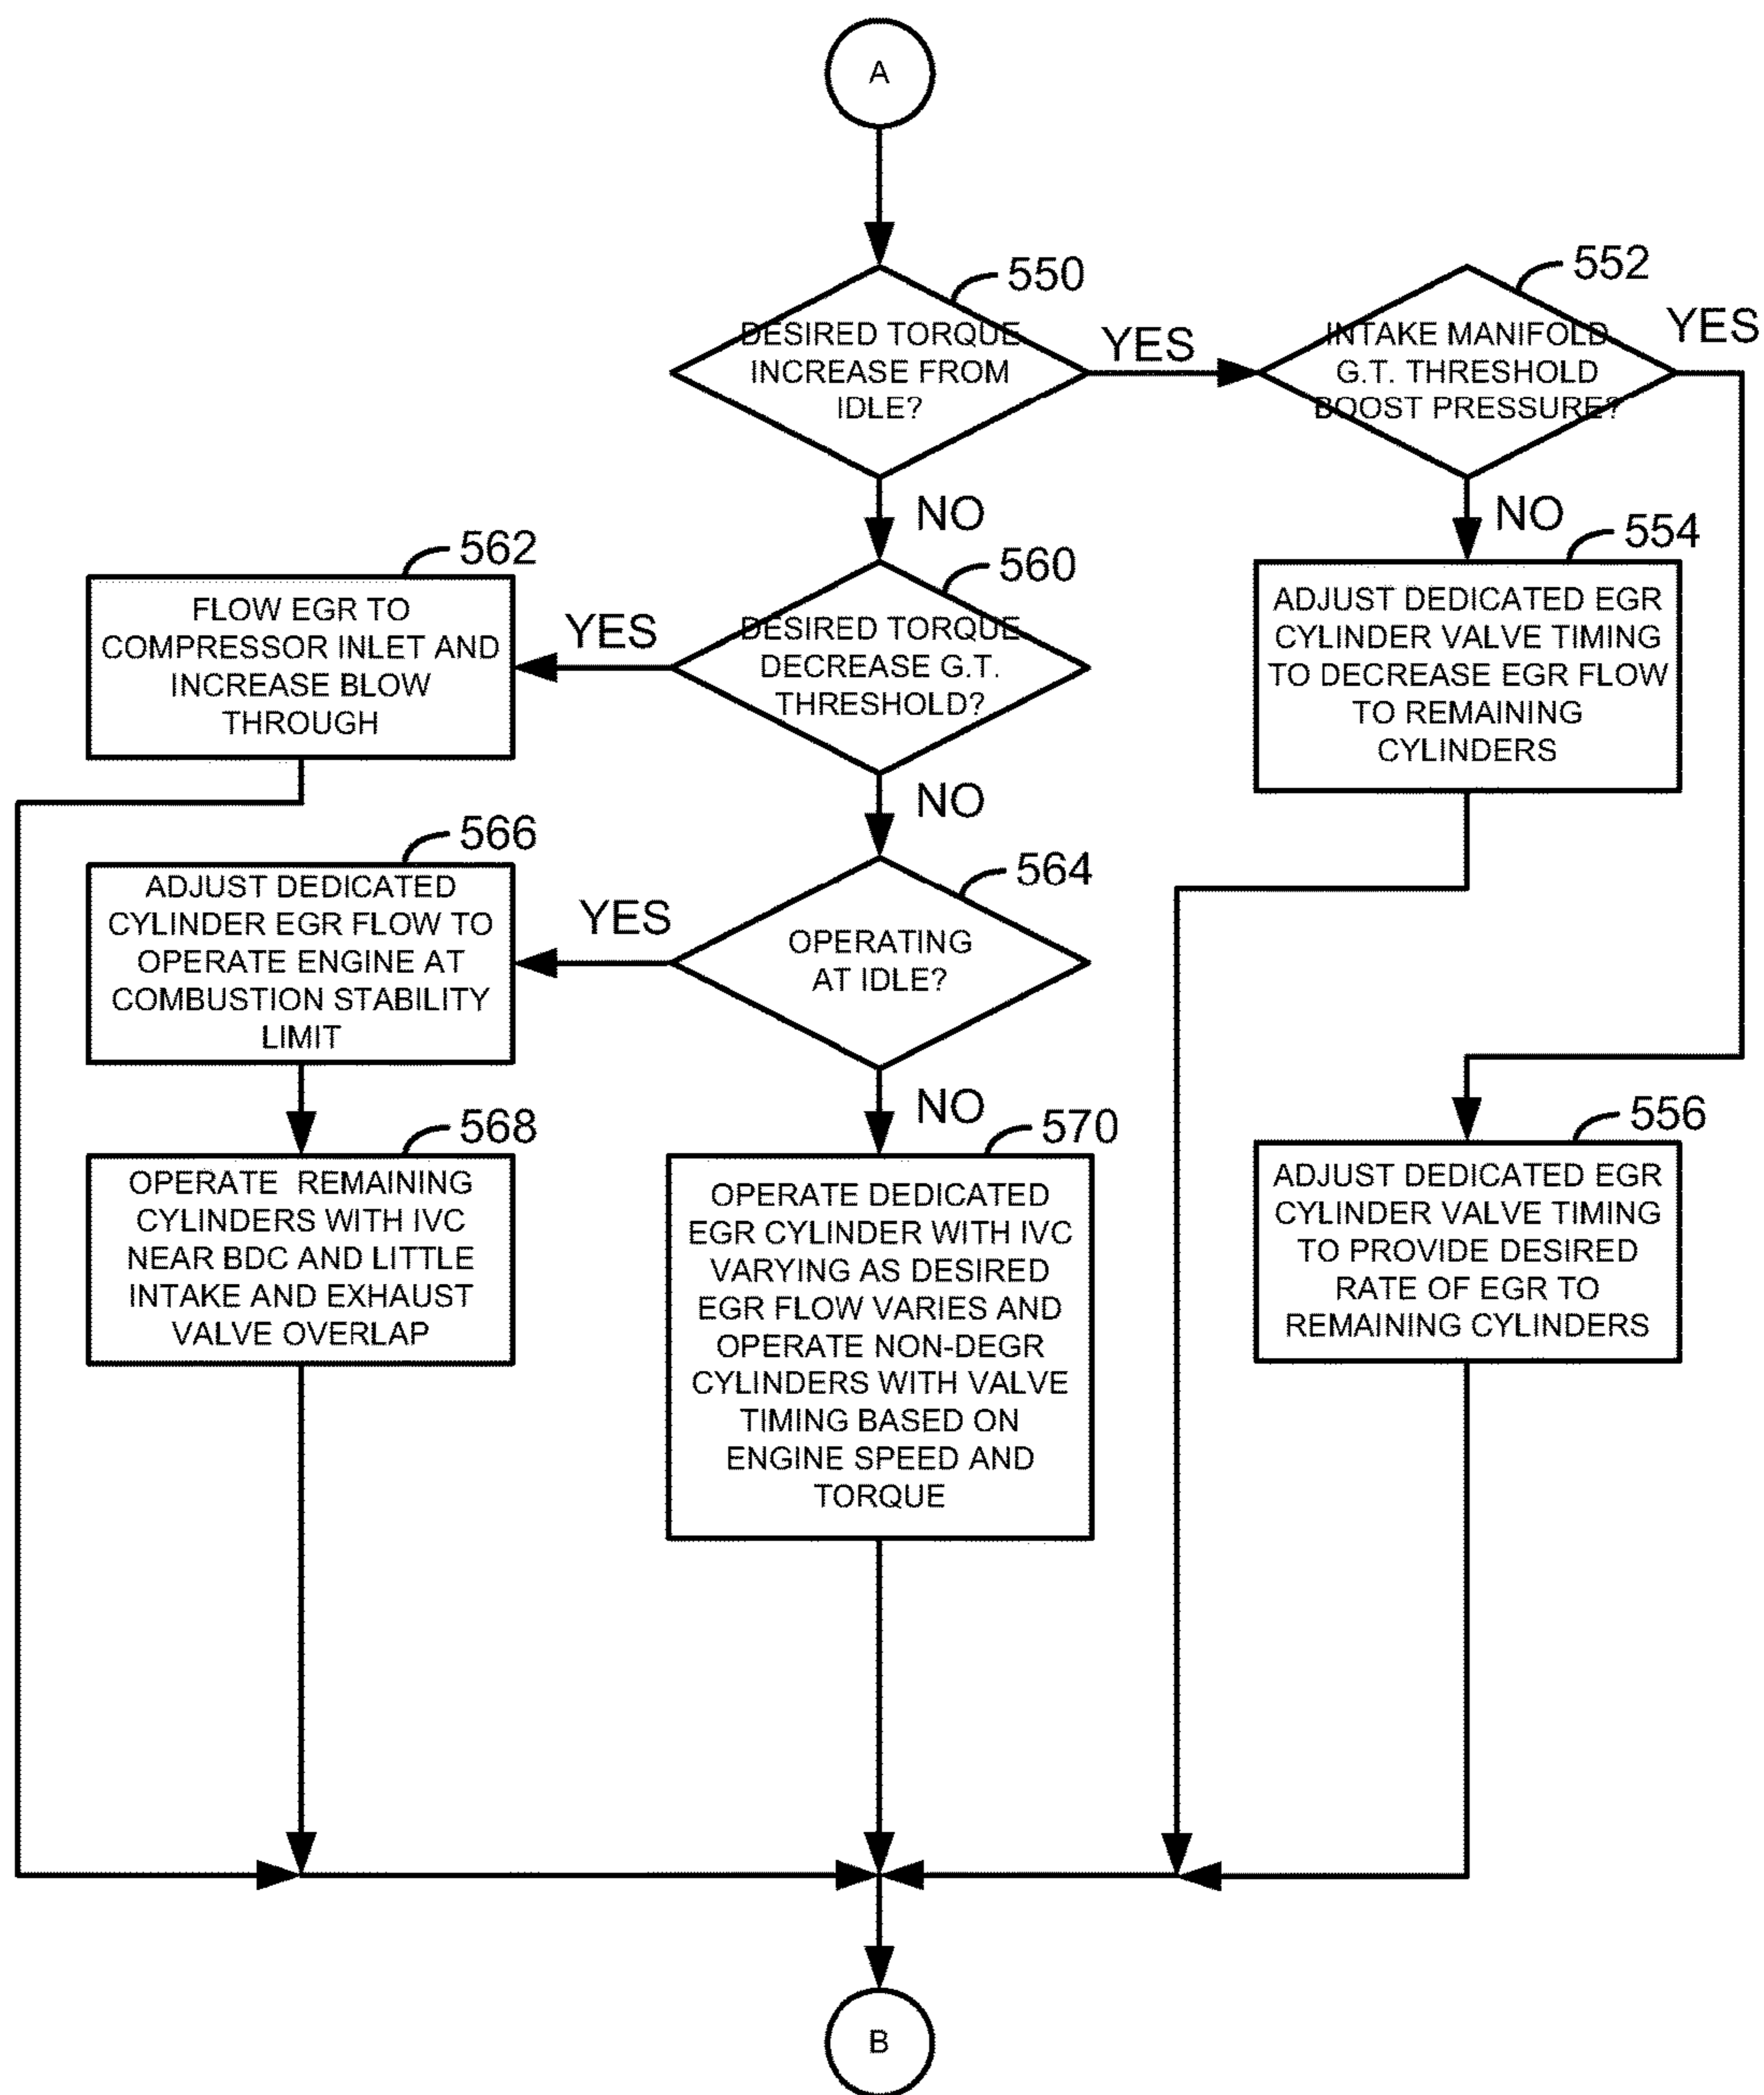 A
550
DESIRED TORQUE
INCREASE FROM
IDLE?
YES
552
INTAKE MANIFOLD
G.T. THRESHOLD
BOOST PRESSURE?
YES
NO
NO
554
ADJUST DEDICATED EGR
CYLINDER VALVE TIMING
TO DECREASE EGR FLOW
TO REMAINING
CYLINDERS
560
DESIRED TORQUE
DECREASE G.T.
THRESHOLD?
YES
562
FLOW EGR TO
COMPRESSOR INLET AND
INCREASE BLOW
THROUGH
NO
564
OPERATING
AT IDLE?
YES
566
ADJUST DEDICATED
CYLINDER EGR FLOW TO
OPERATE ENGINE AT
COMBUSTION STABILITY
LIMIT
NO
568
OPERATE REMAINING
CYLINDERS WITH IVC
NEAR BDC AND LITTLE
INTAKE AND EXHAUST
VALVE OVERLAP
570
OPERATE DEDICATED
EGR CYLINDER WITH IVC
VARYING AS DESIRED
EGR FLOW VARIES AND
OPERATE NON-DEGR
CYLINDERS WITH VALVE
TIMING BASED ON
ENGINE SPEED AND
TORQUE
556
ADJUST DEDICATED EGR
CYLINDER VALVE TIMING
TO PROVIDE DESIRED
RATE OF EGR TO
REMAINING CYLINDERS
B